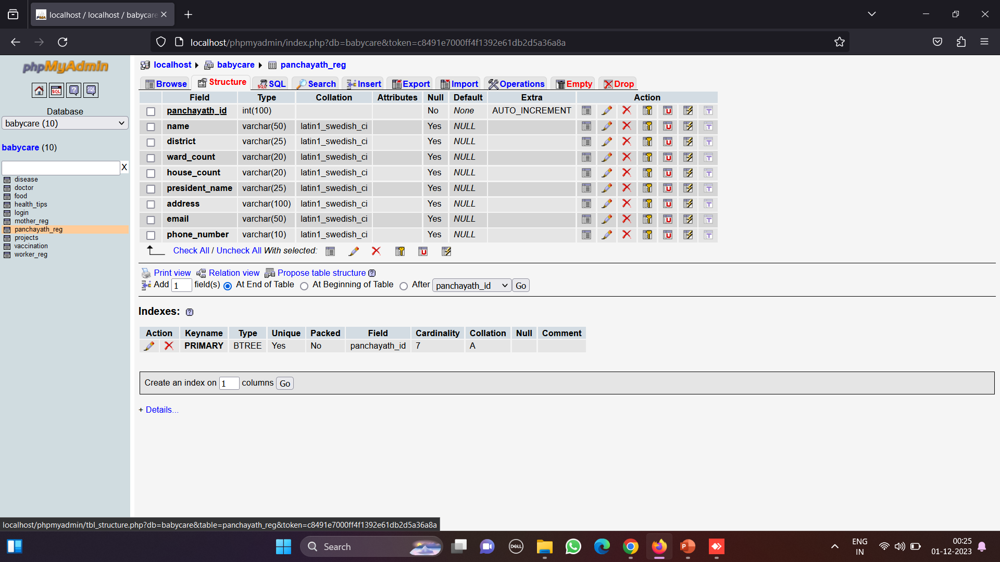 localhost / localhost / babycare
localhost/phpmyadmin/index.php?db=babycare&token=c8491e7000ff4f1392e61db2d5a36a8a
phpMyAdmin
localhost babycare panchayath_reg
Browse Structure SQL Search Insert Export Import Operations Empty Drop
Database
babycare (10)
babycare (10)
X
disease
doctor
food
health_tips
login
mother_reg
panchayath_reg
projects
vaccination
worker_reg
Field Type Collation Attributes Null Default Extra Action
panchayath_id int(100) No None AUTO_INCREMENT
name varchar(50) latin1_swedish_ci Yes NULL
district varchar(25) latin1_swedish_ci Yes NULL
ward_count varchar(20) latin1_swedish_ci Yes NULL
house_count varchar(20) latin1_swedish_ci Yes NULL
president_name varchar(25) latin1_swedish_ci Yes NULL
address varchar(100) latin1_swedish_ci Yes NULL
email varchar(50) latin1_swedish_ci Yes NULL
phone_number varchar(10) latin1_swedish_ci Yes NULL
Check All / Uncheck All With selected:
Print view Relation view Propose table structure
Add 1 field(s) At End of Table At Beginning of Table After panchayath_id Go
Indexes:
Action Keyname Type Unique Packed Field Cardinality Collation Null Comment
PRIMARY BTREE Yes No panchayath_id 7 A
Create an index on 1 columns Go
+ Details...
localhost/phpmyadmin/tbl_structure.php?db=babycare&table=panchayath_reg&token=c8491e7000ff4f1392e61db2d5a36a8a
Search
DELL
ENG
IN
00:25
01-12-2023